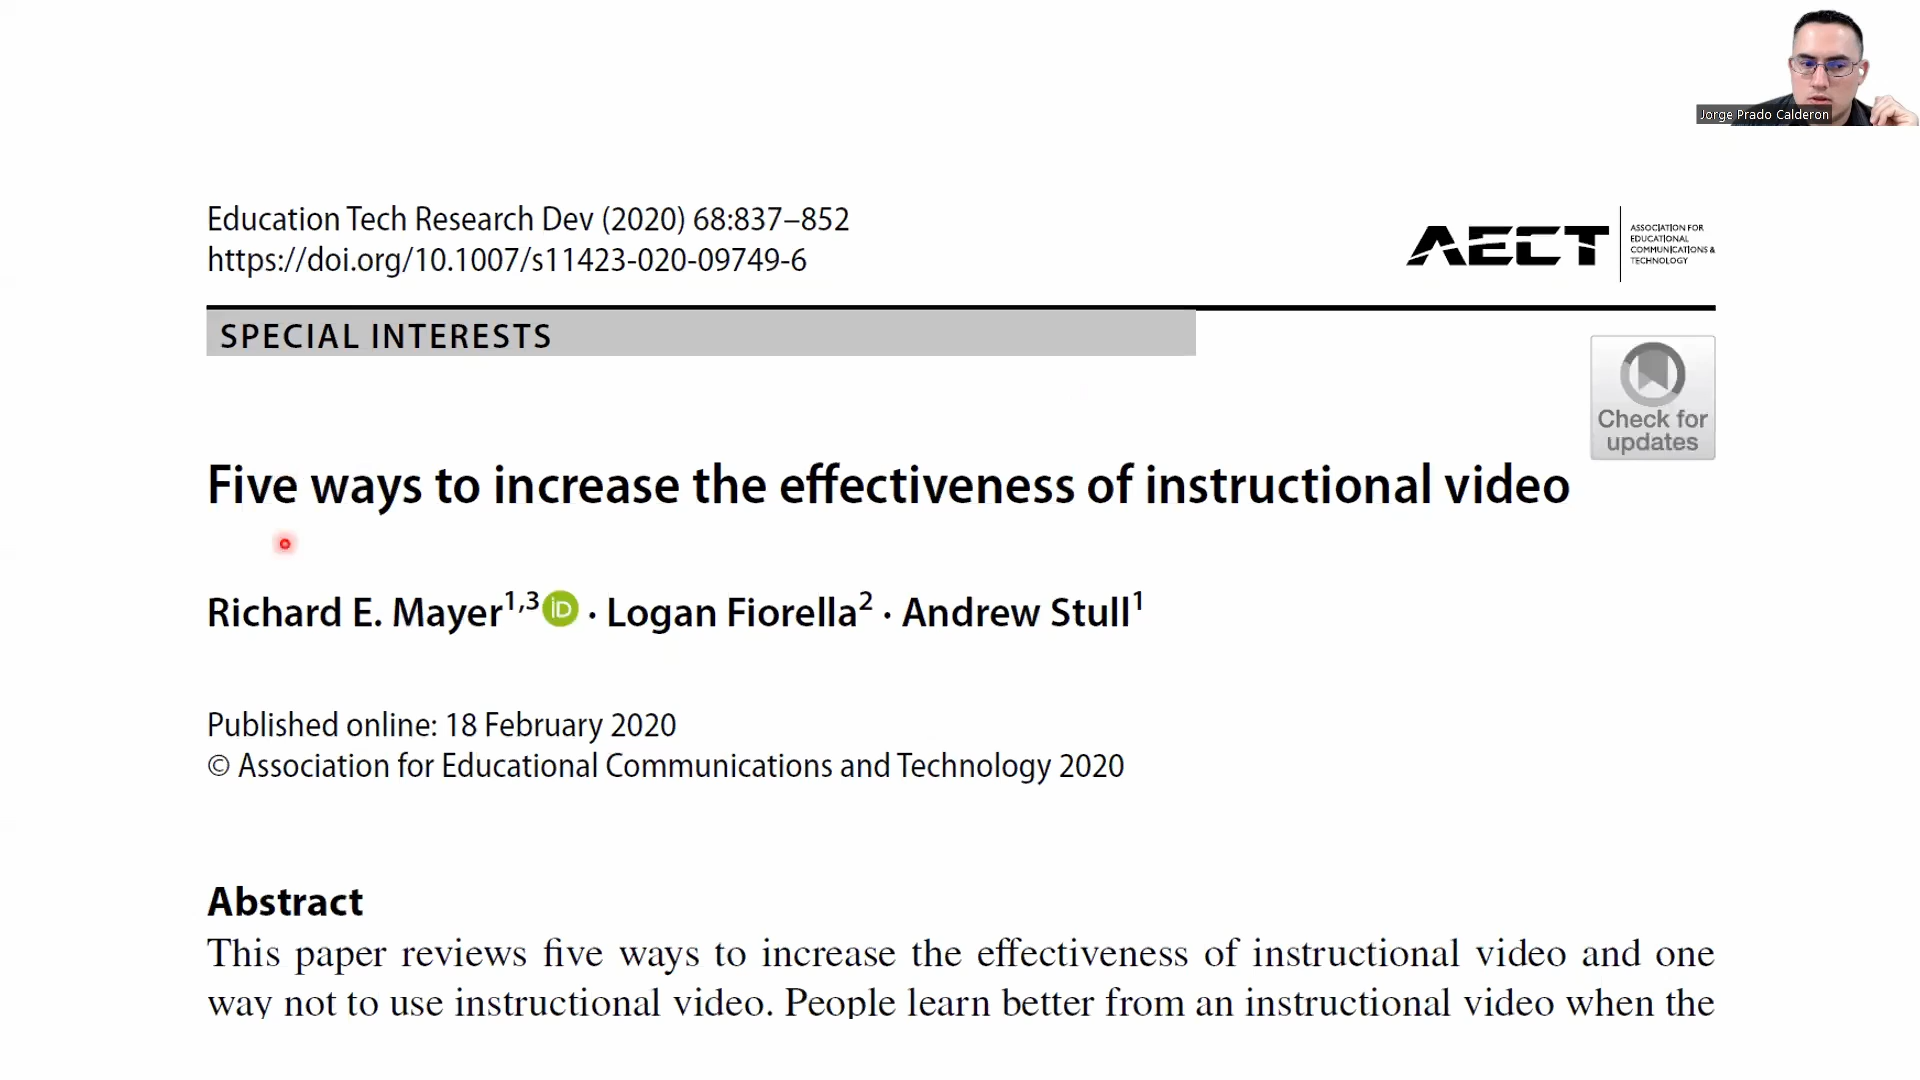 Jorge Prado Calderon
Education Tech Research Dev (2020) 68:837–852
https://doi.org/10.1007/s11423-020-09749-6
AECT
ASSOCIATION FOR
EDUCATIONAL
COMMUNICATIONS &
TECHNOLOGY
SPECIAL INTERESTS
Check for
updates
Five ways to increase the effectiveness of instructional video
Richard E. Mayer1,3 iD · Logan Fiorella2 · Andrew Stull1
Published online: 18 February 2020
© Association for Educational Communications and Technology 2020
Abstract
This paper reviews five ways to increase the effectiveness of instructional video and one
way not to use instructional video. People learn better from an instructional video when the